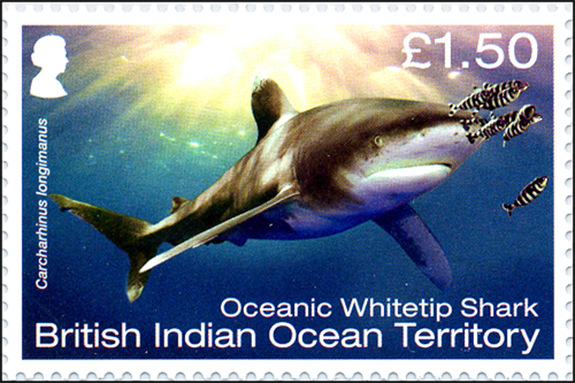 £1.50
Carcharhinus longimanus
Oceanic Whitetip Shark
British Indian Ocean Territory